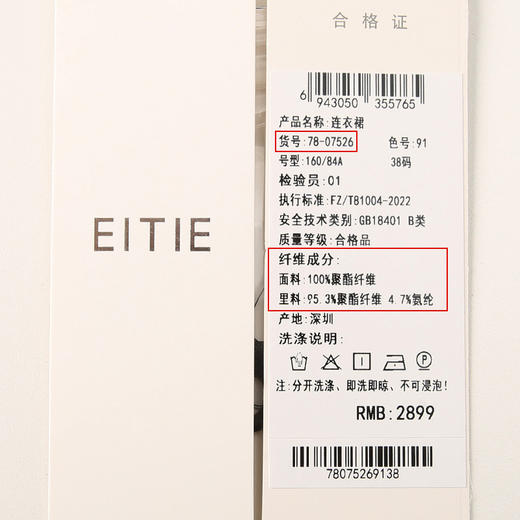 EITIE
合格证
6 943050 355765
产品名称:连衣裙
货号:78-07526 色号:91
号型:160/84A 38码
检验员:01
执行标准:FZ/T81004-2022
安全技术类别:GB18401 B类
质量等级:合格品
纤维成分:
面料:100%聚酯纤维
里料:95.3%聚酯纤维 4.7%氨纶
产地:深圳
洗涤说明:
注:分开洗涤、即洗即晾、不可浸泡!
RMB:2899
78075269138